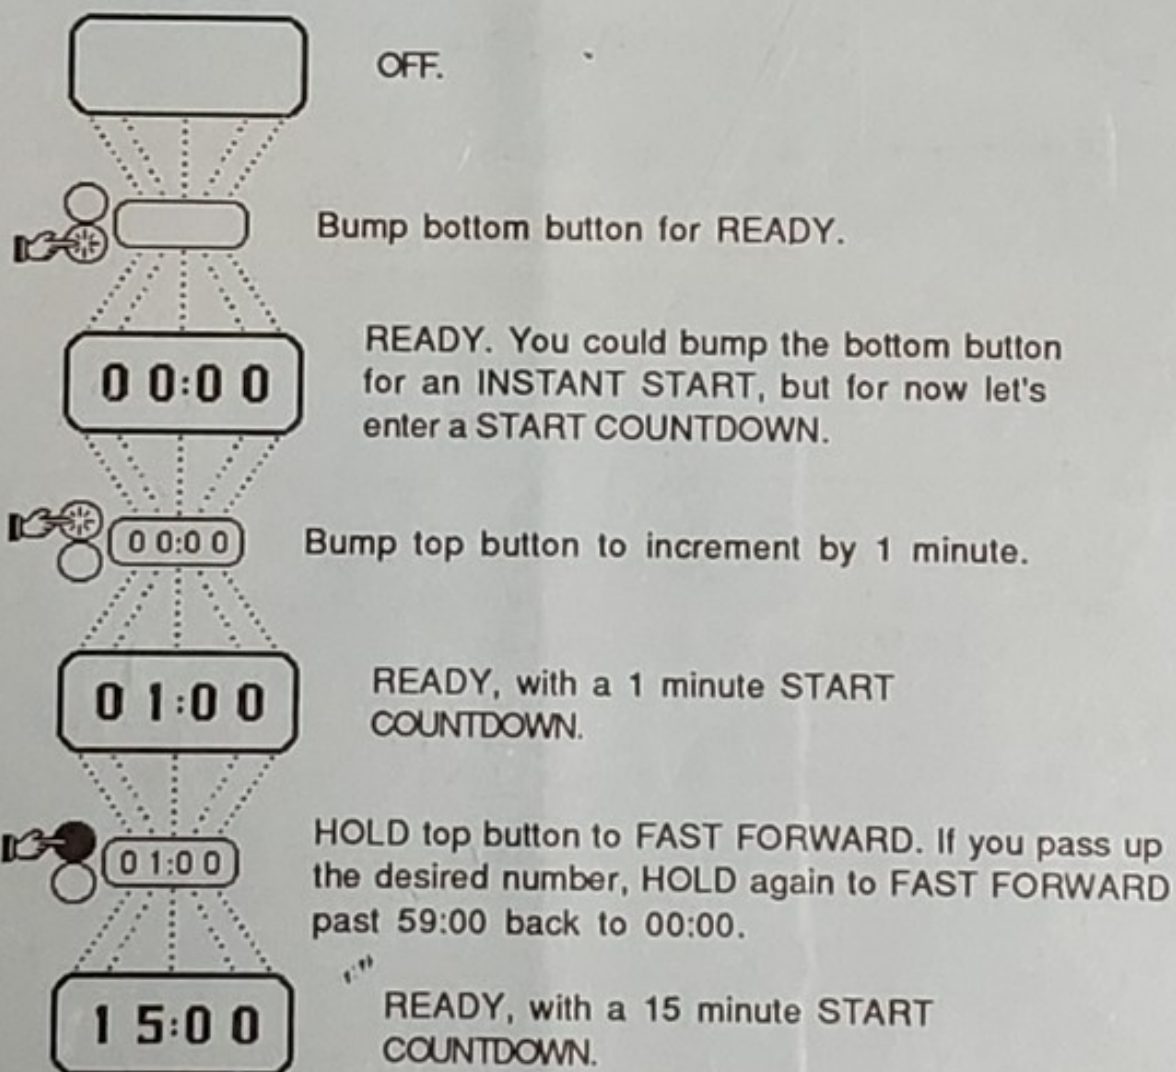 OFF.
Bump bottom button for READY.
READY. You could bump the bottom button
00:00
for an INSTANT START, but for now let's
enter a START COUNTDOWN.
00:00
Bump top button to increment by 1 minute.
01:00
READY, with a 1 minute START
COUNTDOWN.
01:00
HOLD top button to FAST FORWARD. If you pass up
the desired number, HOLD again to FAST FORWARD
past 59:00 back to 00:00.
15:00
READY, with a 15 minute START
COUNTDOWN.